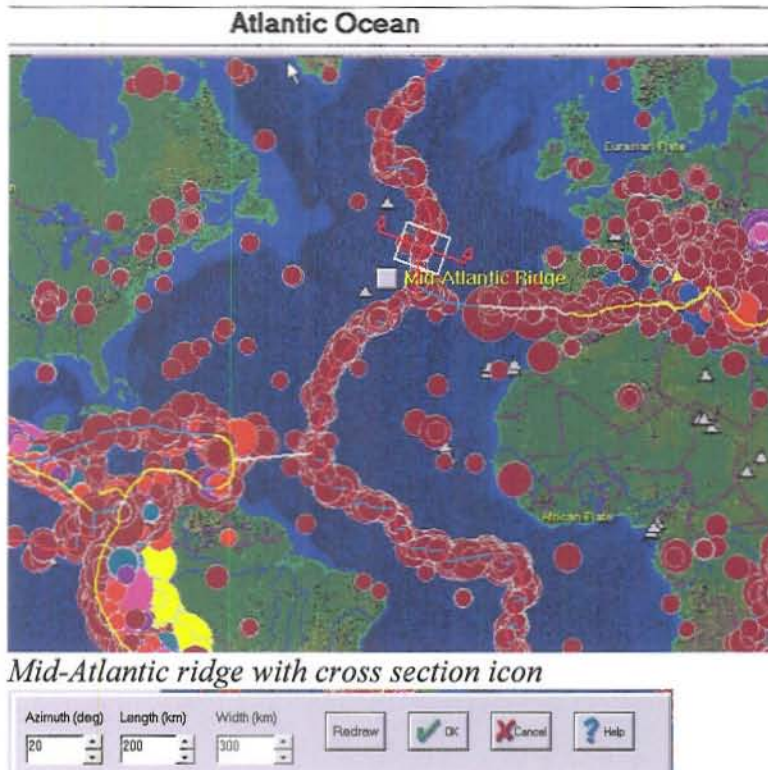 Atlantic Ocean
Eurasian Plate
Mid-Atlantic Ridge
African Plate
Mid-Atlantic ridge with cross section icon
Azimuth (deg) Length (km) Width (km)
20 200 300 Redraw OK Cancel ? Help